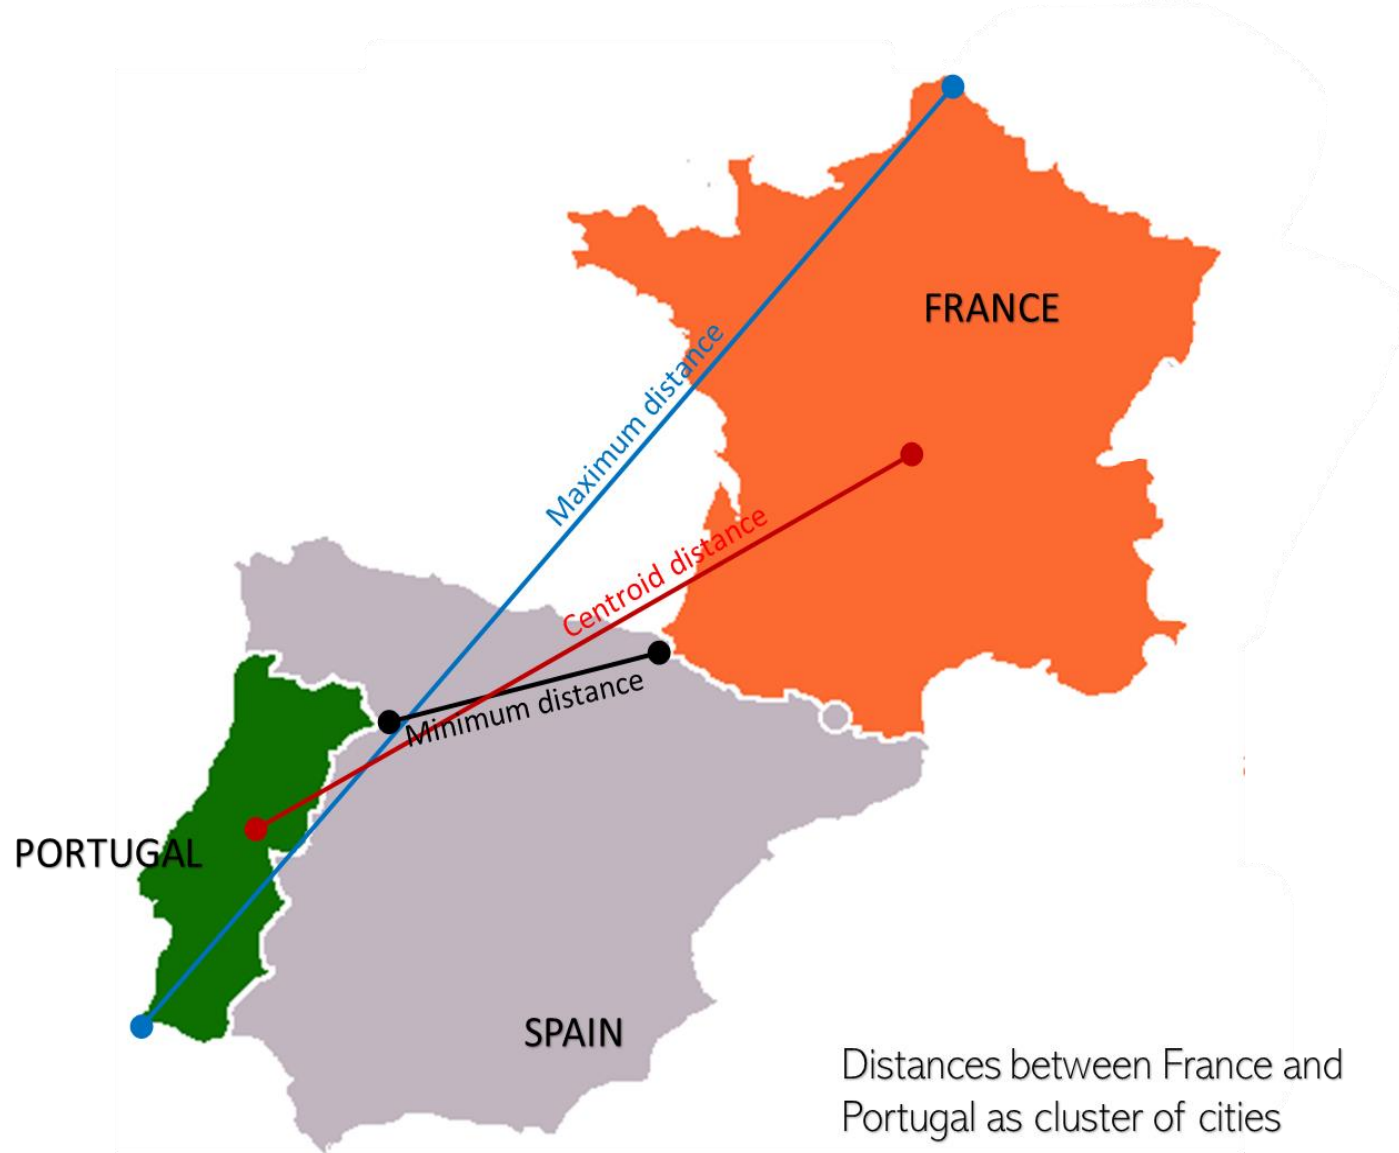 FRANCE
Maximum distance
Centroid distance
Minimum distance
PORTUGAL
SPAIN
Distances between France and
Portugal as cluster of cities